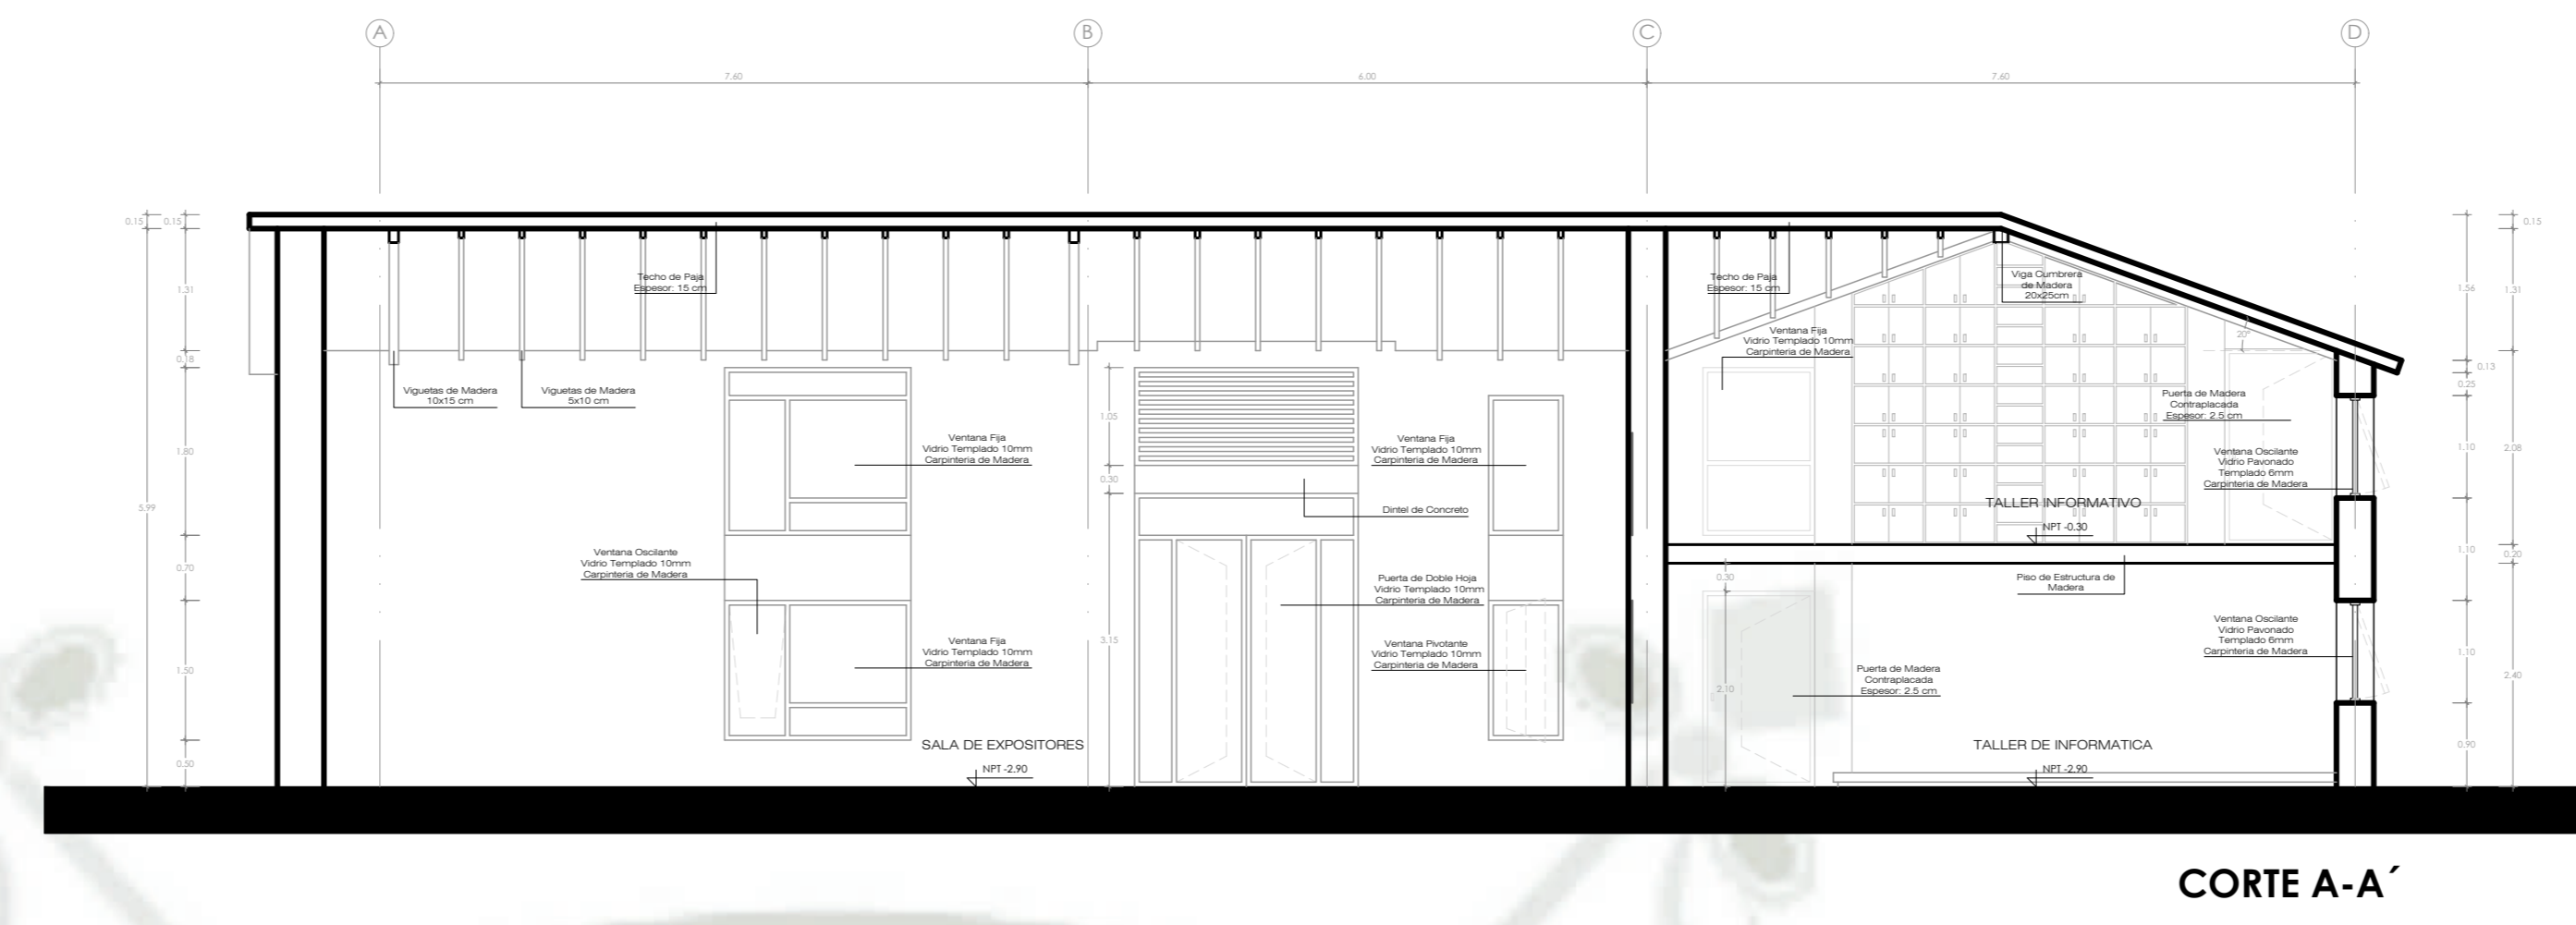 A
B
C
D
7.60
6.00
7.60
0.15
0.15
0.15
1.31
Techo de Paja
Espesor: 15 cm
Techo de Paja
Espesor: 15 cm
Viga Cumbrera
de Madera
20x25cm
1.56
1.31
Ventana Fija
Vidrio Templado 10mm
Carpinteria de Madera
20°
0.18
0.13
0.25
Viguetas de Madera
10x15 cm
Viguetas de Madera
5x10 cm
Puerta de Madera
Contraplacada
Espesor: 2.5 cm
1.05
1.80
Ventana Fija
Vidrio Templado 10mm
Carpinteria de Madera
Ventana Fija
Vidrio Templado 10mm
Carpinteria de Madera
Ventana Oscilante
Vidrio Pavonado
Templado 6mm
Carpinteria de Madera
1.10
2.08
0.30
5.99
Dintel de Concreto
TALLER INFORMATIVO
NPT -0.30
Ventana Oscilante
Vidrio Templado 10mm
Carpinteria de Madera
0.70
1.10
0.20
Puerta de Doble Hoja
Vidrio Templado 10mm
Carpinteria de Madera
0.30
Piso de Estructura de
Madera
Ventana Fija
Vidrio Templado 10mm
Carpinteria de Madera
3.15
Ventana Pivotante
Vidrio Templado 10mm
Carpinteria de Madera
Ventana Oscilante
Vidrio Pavonado
Templado 6mm
Carpinteria de Madera
1.10
1.50
2.10
Puerta de Madera
Contraplacada
Espesor: 2.5 cm
2.40
SALA DE EXPOSITORES
NPT -2.90
TALLER DE INFORMATICA
NPT -2.90
0.50
0.90
CORTE A-A´